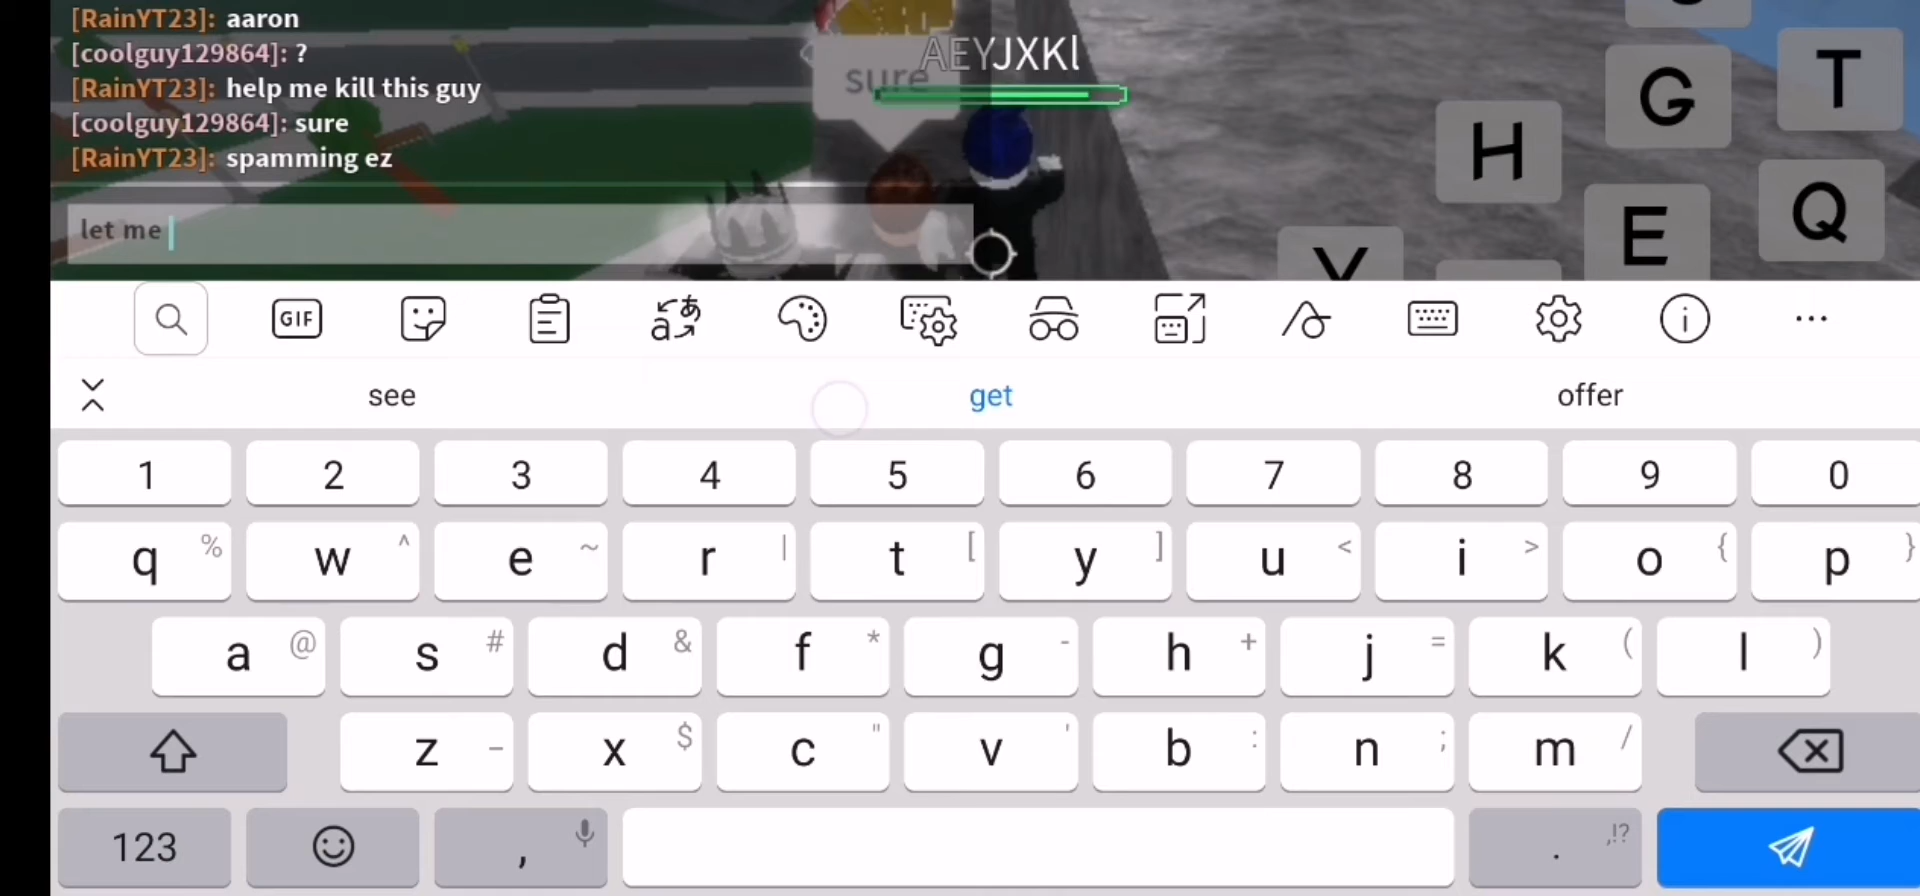 [RainYT23]: aaron
[coolguy129864]: ?
[RainYT23]: help me kill this guy
[coolguy129864]: sure
[RainYT23]: spamming ez
let me
sure
AEYJXKl
G
T
H
E
Q
Y
GIF
see
get
offer
1 2 3 4 5 6 7 8 9 0
q % w ^ e ~ r | t [ y ] u < i > o { p }
a @ s # d & f * g - h + j = k ( l )
z - x $ c " v ' b : n ; m /
123 , . ,!?